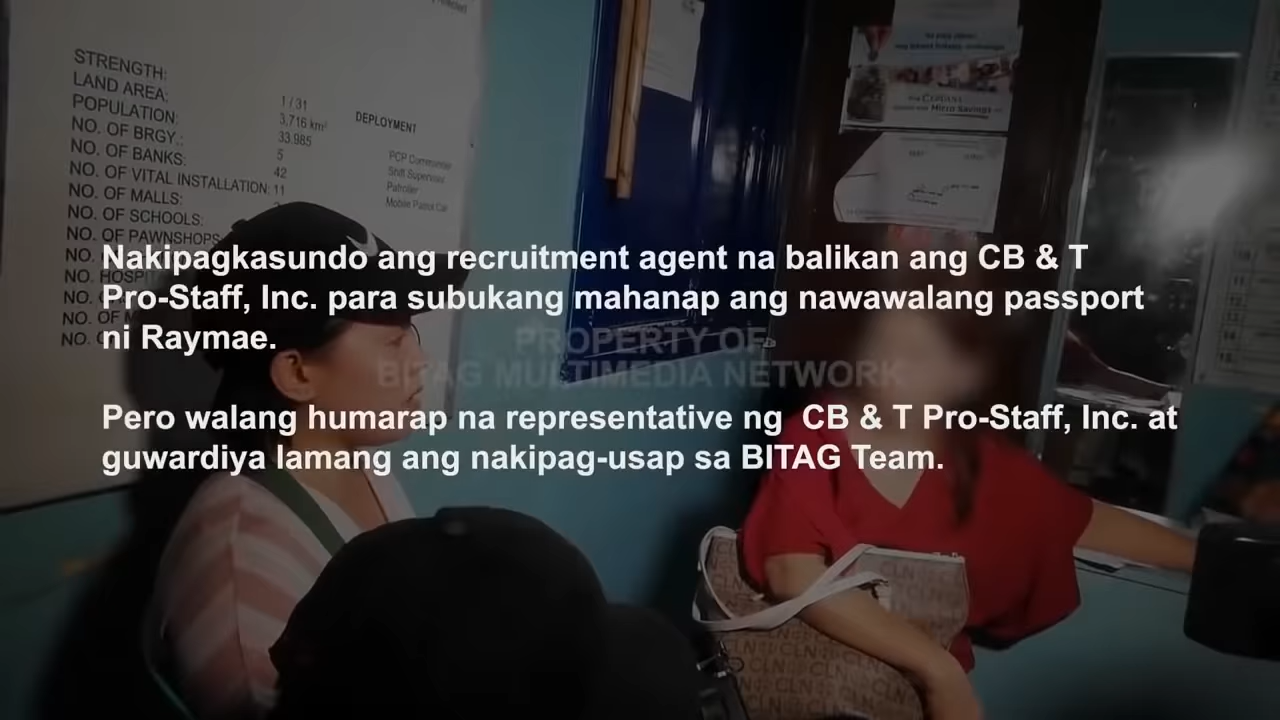 STRENGTH:
LAND AREA:
POPULATION:
NO. OF BRGY.:
NO. OF BANKS:
NO. OF VITAL INSTALLATION:
NO. OF MALLS:
NO. OF SCHOOLS:
NO. OF PAWNSHOPS
1 / 31
3,716 km²
33.985
5
42
11
DEPLOYMENT
PCP Commander
Shift Supervisor
Patroller
Mobile Patrol Car
Nakipagkasundo ang recruitment agent na balikan ang CB & T
Pro-Staff, Inc. para subukang mahanap ang nawawalang passport
ni Raymae.
PROPERTY OF
BITAG MULTIMEDIA NETWORK
Pero walang humarap na representative ng CB & T Pro-Staff, Inc. at
guwardiya lamang ang nakipag-usap sa BITAG Team.
CLN